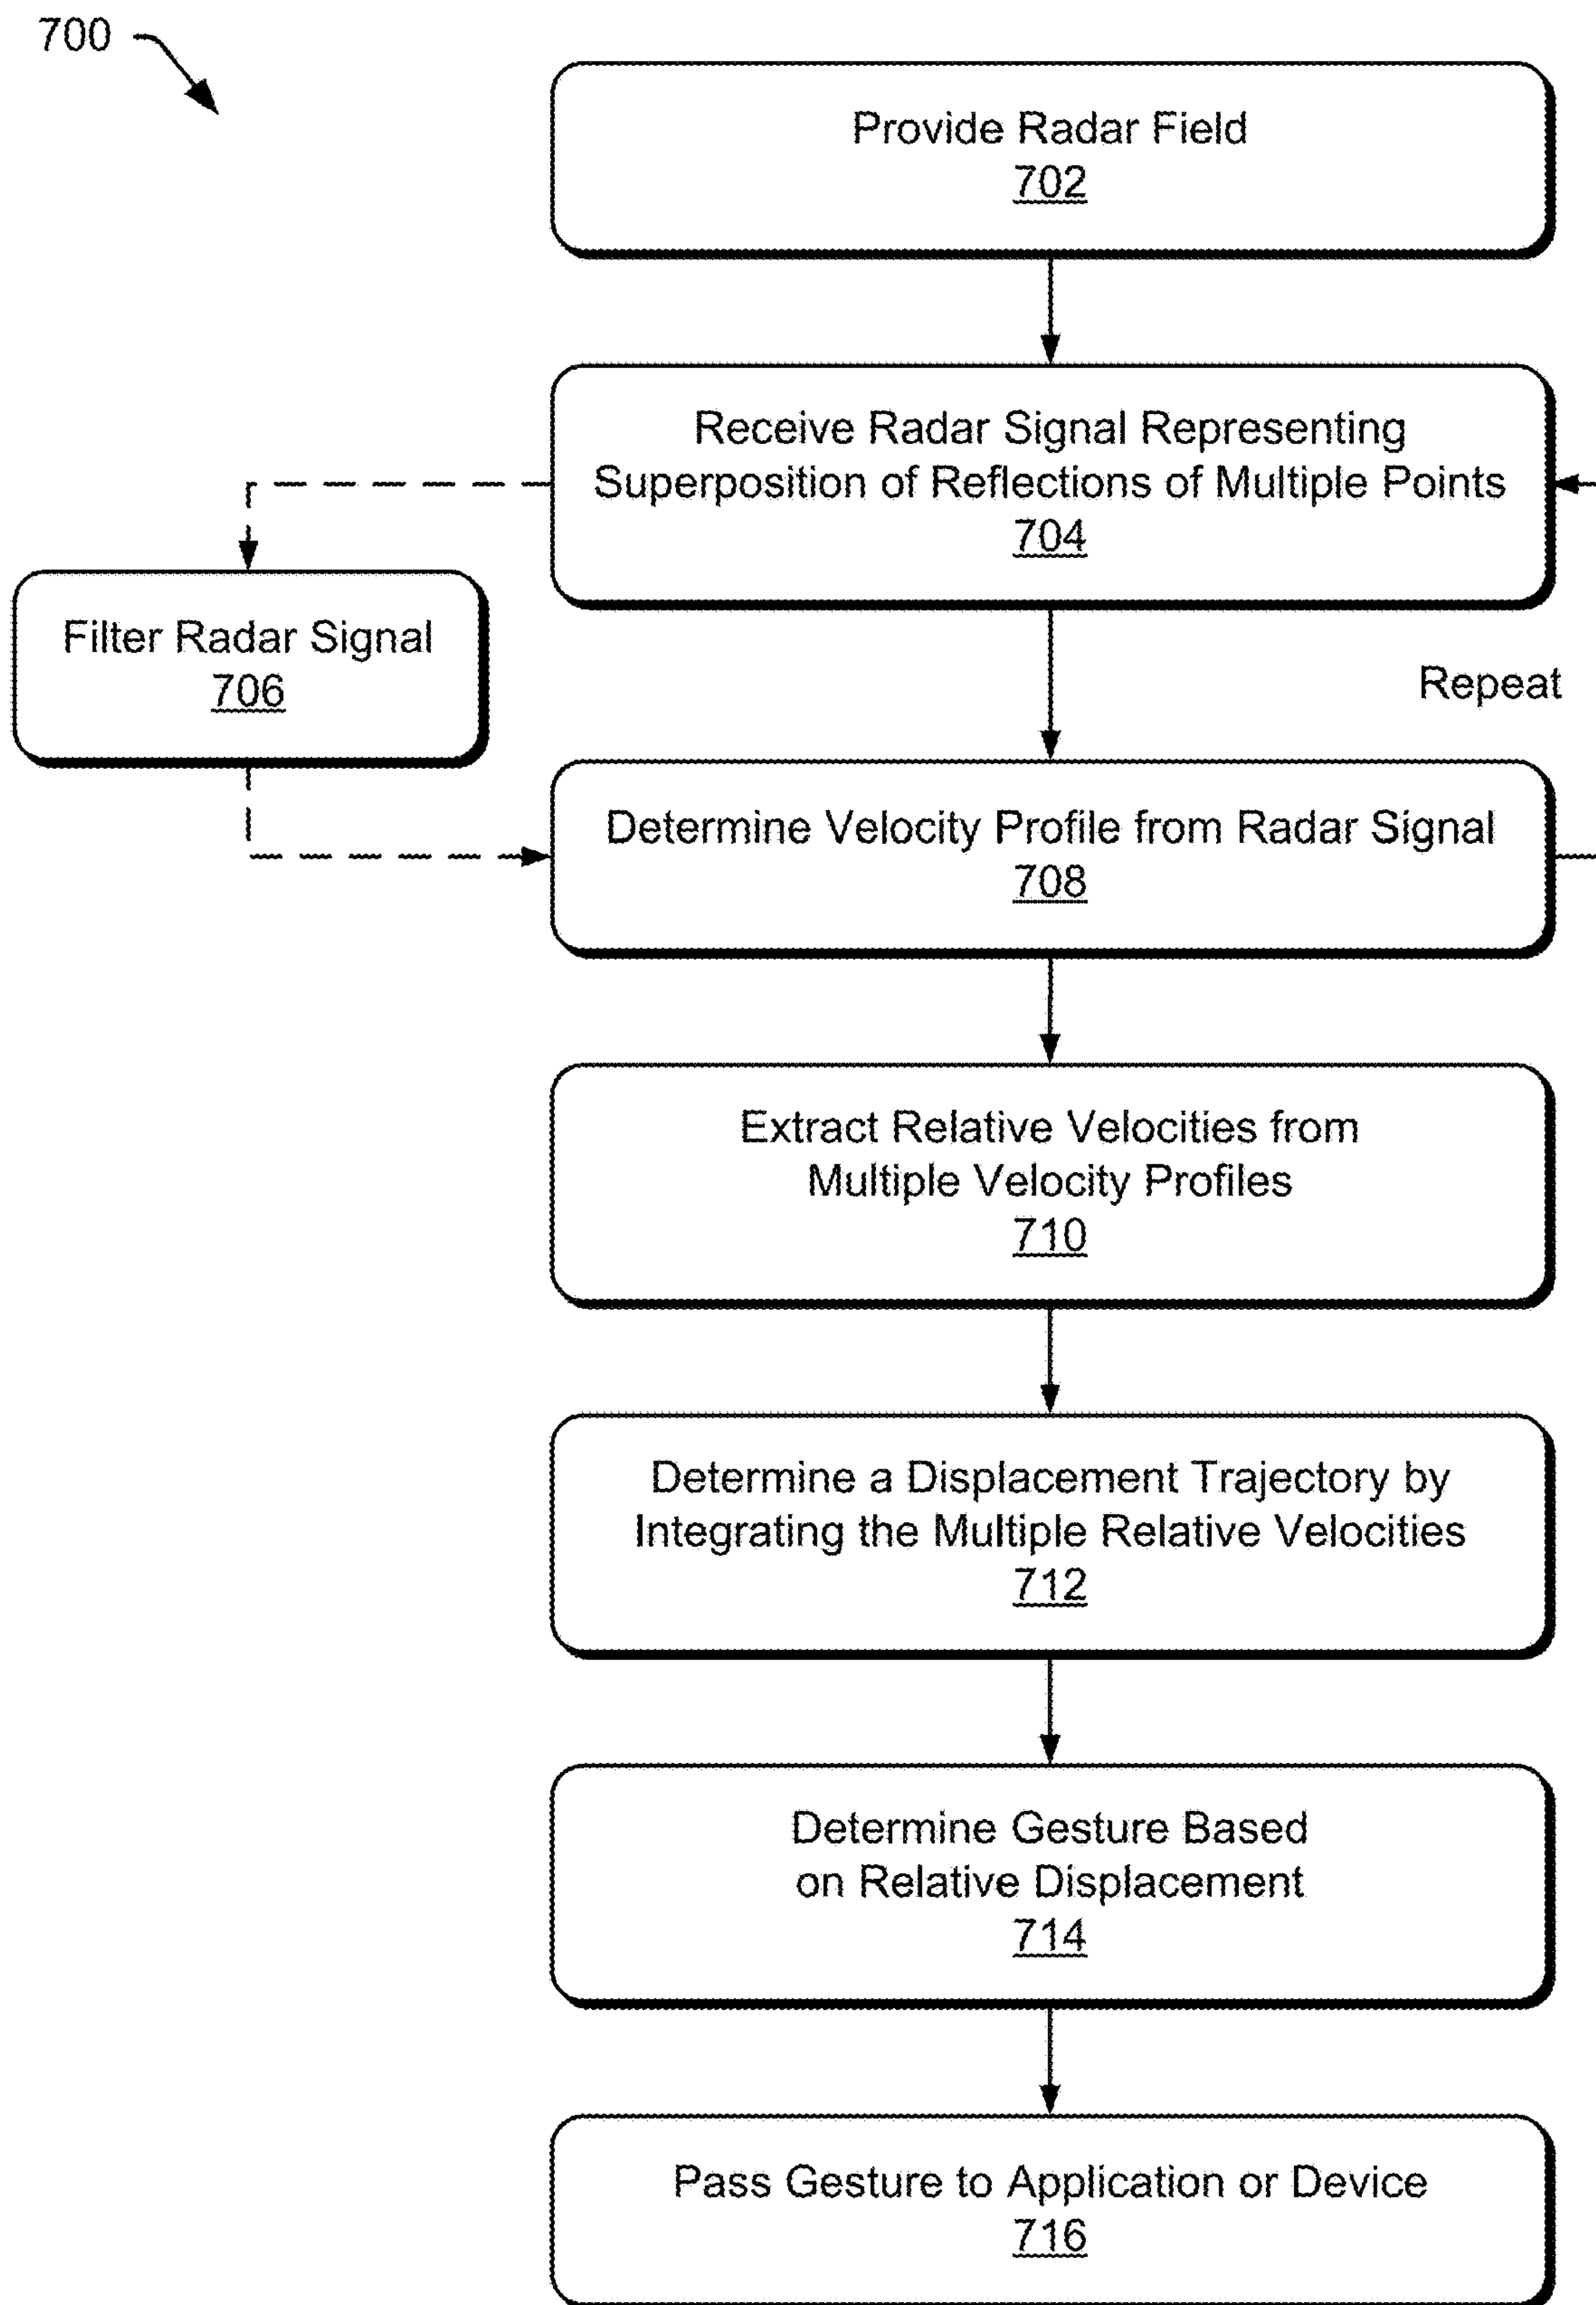 700
Provide Radar Field
702
Receive Radar Signal Representing
Superposition of Reflections of Multiple Points
704
Filter Radar Signal
706
Repeat
Determine Velocity Profile from Radar Signal
708
Extract Relative Velocities from
Multiple Velocity Profiles
710
Determine a Displacement Trajectory by
Integrating the Multiple Relative Velocities
712
Determine Gesture Based
on Relative Displacement
714
Pass Gesture to Application or Device
716